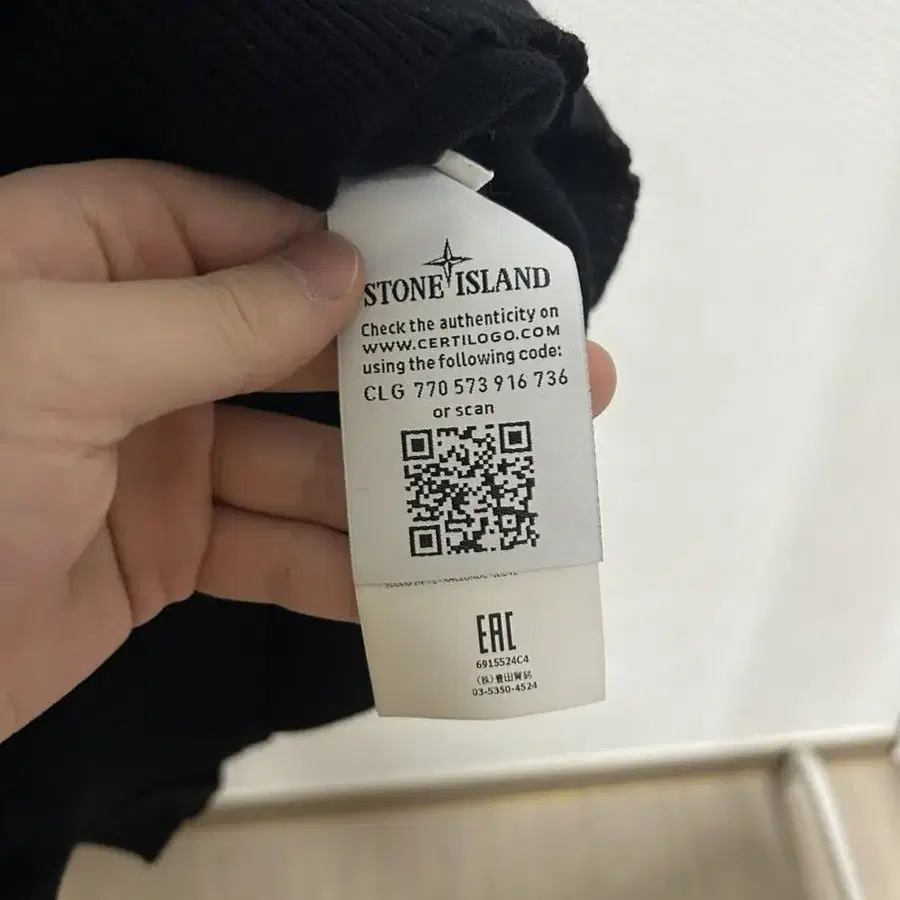 STONE ISLAND
Check the authenticity on
WWW.CERTILOGO.COM
using the following code:
CLG 770 573 916 736
or scan
EAC
6915524C4
(株)豊田貿易
03-5350-4524